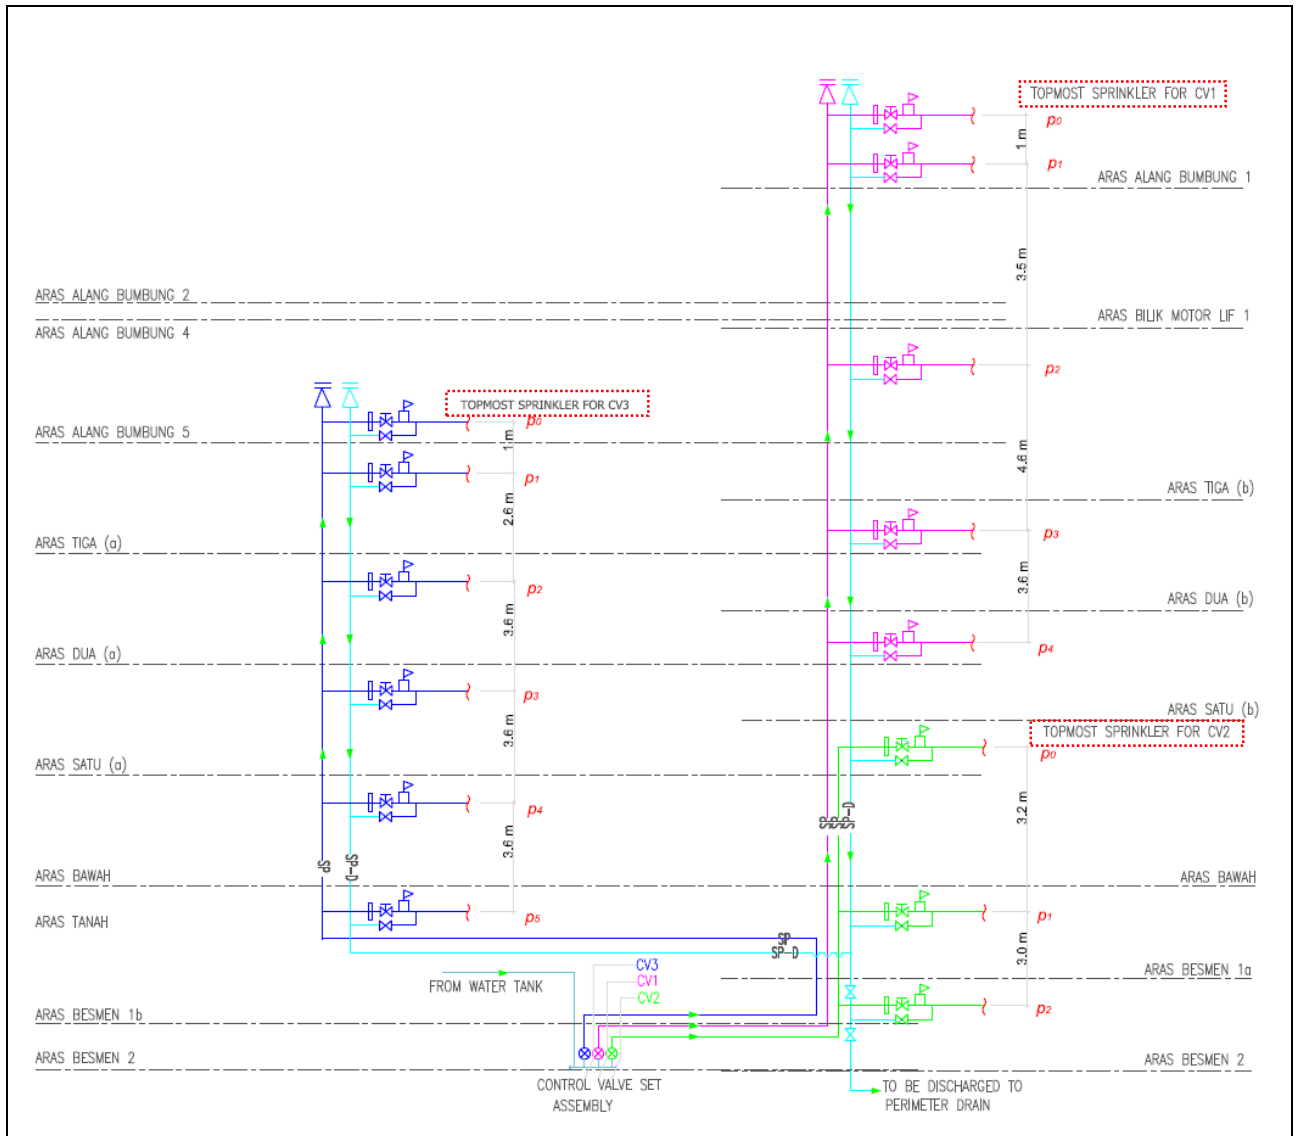 TOPMOST SPRINKLER FOR CV1
p0
1 m
p1
ARAS ALANG BUMBUNG 1
3.5 m
ARAS ALANG BUMBUNG 2
ARAS BILIK MOTOR LIF 1
ARAS ALANG BUMBUNG 4
p2
TOPMOST SPRINKLER FOR CV3
p0
ARAS ALANG BUMBUNG 5
1 m
4.6 m
p1
ARAS TIGA (b)
2.6 m
p3
ARAS TIGA (a)
3.6 m
p2
ARAS DUA (b)
3.6 m
p4
ARAS DUA (a)
p3
ARAS SATU (b)
3.6 m
TOPMOST SPRINKLER FOR CV2
p0
ARAS SATU (a)
3.2 m
p4
SP
SP
SP-D
3.6 m
SP
SP-D
ARAS BAWAH
ARAS BAWAH
ARAS TANAH
p5
p1
3.0 m
SP-D
CV3
ARAS BESMEN 1a
FROM WATER TANK
CV1
CV2
p2
ARAS BESMEN 1b
ARAS BESMEN 2
ARAS BESMEN 2
CONTROL VALVE SET
ASSEMBLY
TO BE DISCHARGED TO
PERIMETER DRAIN